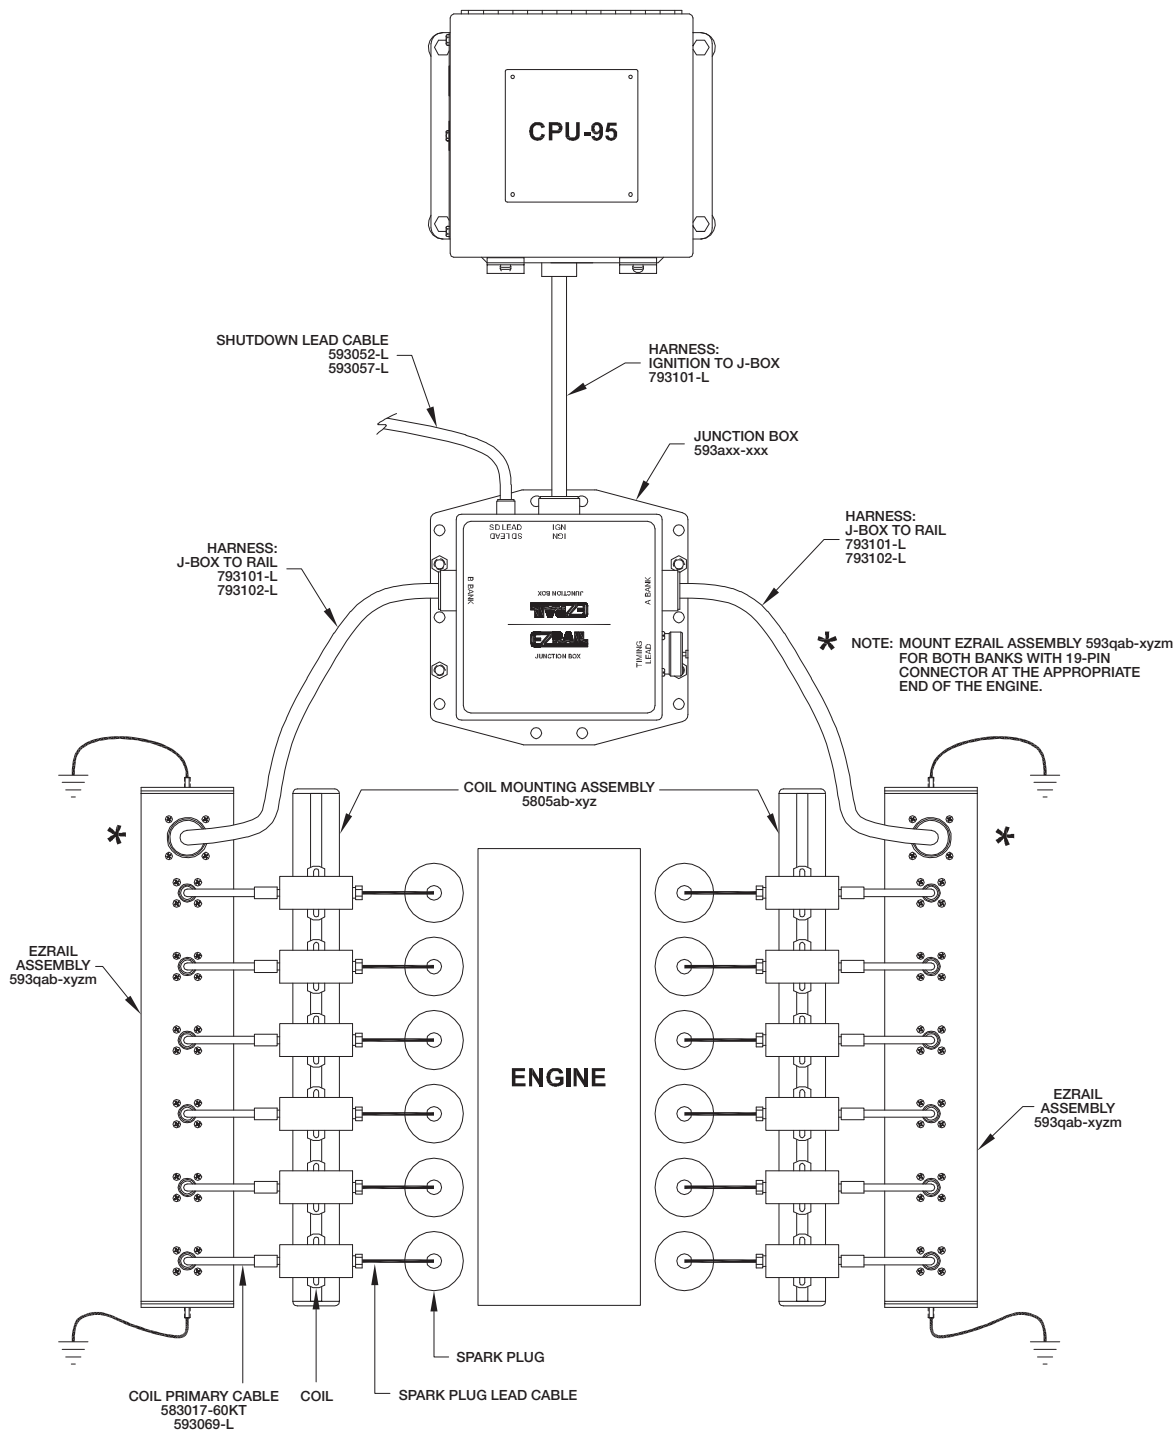 CPU-95
SHUTDOWN LEAD CABLE
593052-L
593057-L
HARNESS:
IGNITION TO J-BOX
793101-L
JUNCTION BOX
593axx-xxx
HARNESS:
J-BOX TO RAIL
793101-L
793102-L
HARNESS:
J-BOX TO RAIL
793101-L
793102-L
SD LEAD
SD LEAD
IGN
IGN
B BANK
A BANK
JUNCTION BOX
EZRAIL
EZRAIL
JUNCTION BOX
TIMING
LEAD
* NOTE: MOUNT EZRAIL ASSEMBLY 593qab-xyzm
FOR BOTH BANKS WITH 19-PIN
CONNECTOR AT THE APPROPRIATE
END OF THE ENGINE.
COIL MOUNTING ASSEMBLY
5805ab-xyz
*
*
EZRAIL
ASSEMBLY
593qab-xyzm
ENGINE
EZRAIL
ASSEMBLY
593qab-xyzm
SPARK PLUG
COIL PRIMARY CABLE
583017-60KT
593069-L
COIL
SPARK PLUG LEAD CABLE